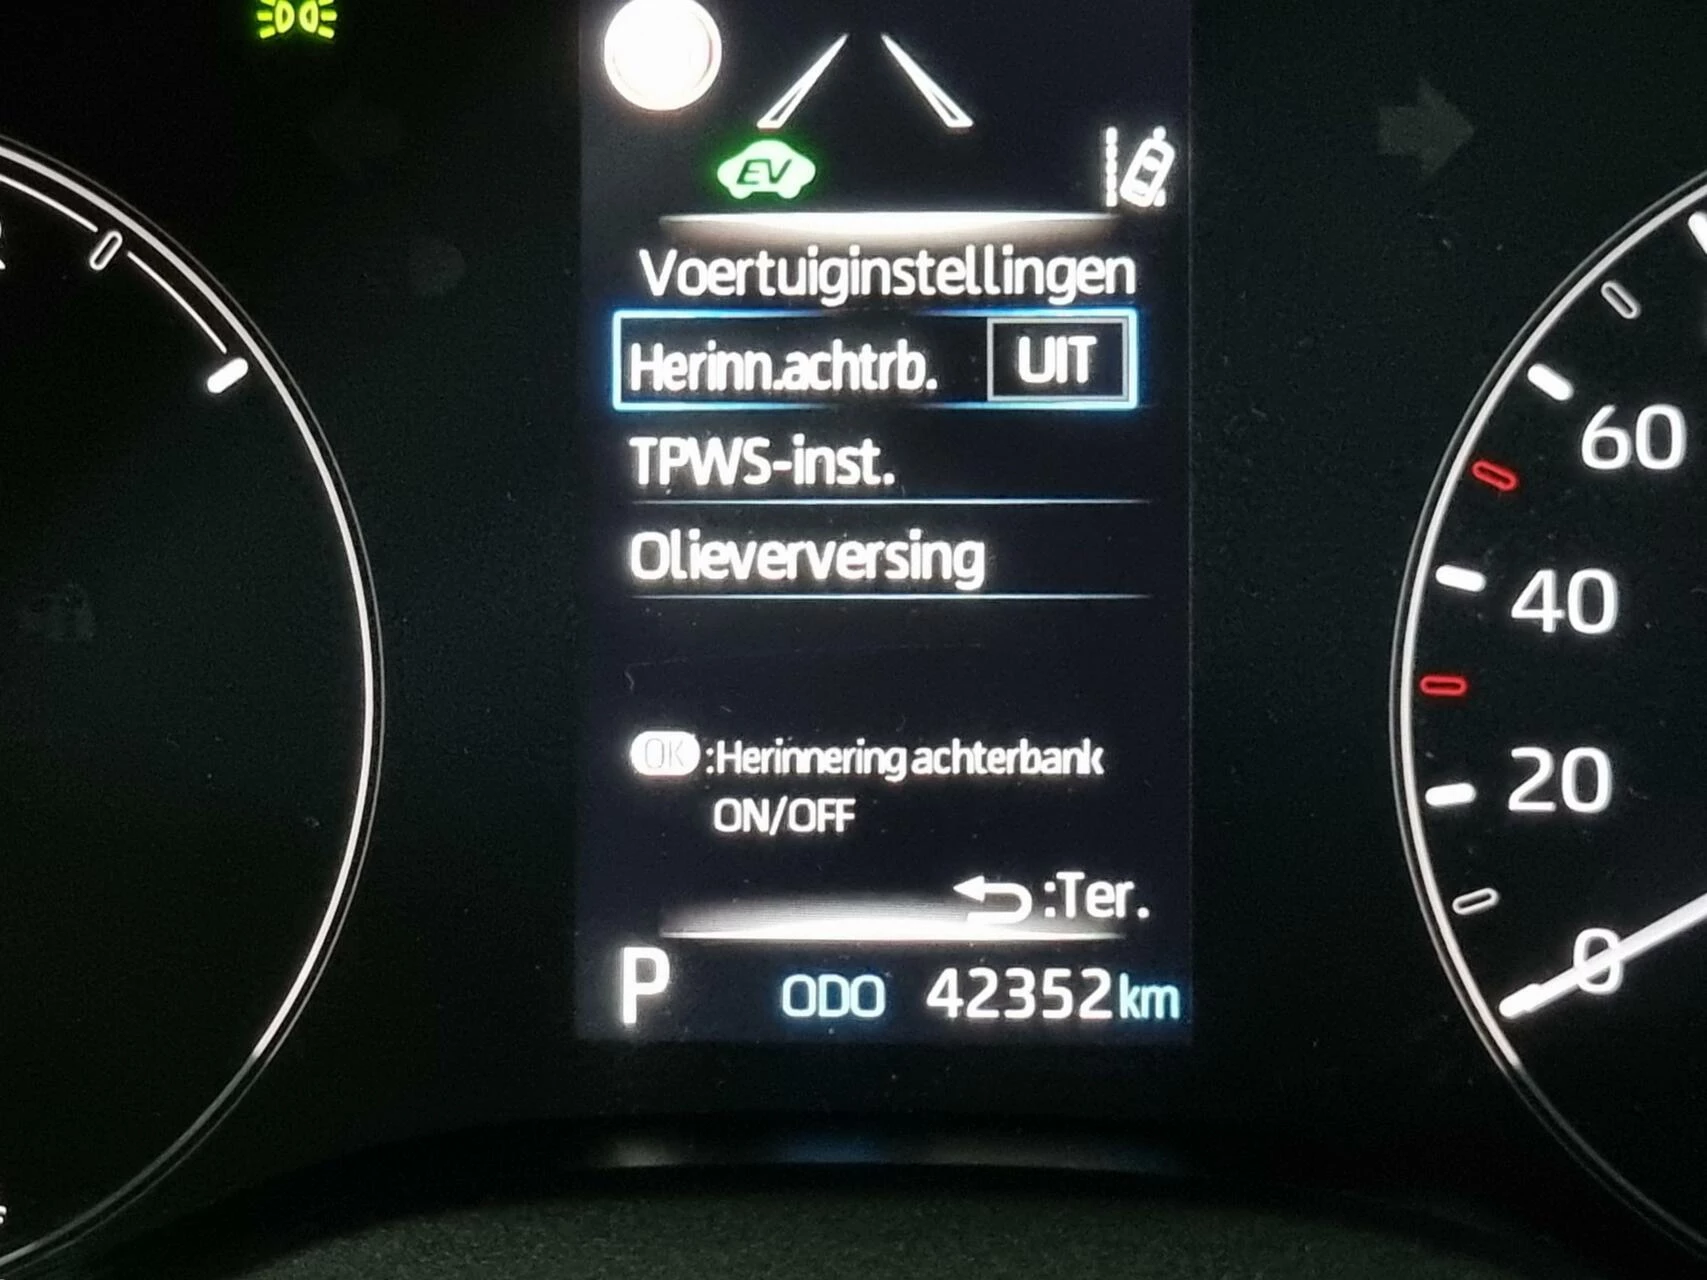 EV
Voertuiginstellingen
Herinn.achtrb. UIT
TPWS-inst.
Olieverversing
OK :Herinnering achterbank
ON/OFF
:Ter.
P ODO 42352 km
60
40
20
0